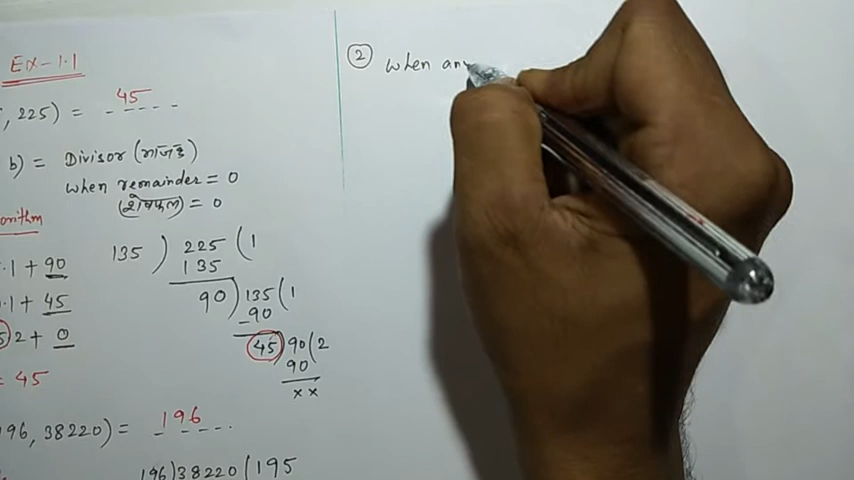 Ex-1.1
, 225) = 45
b) = Divisor (भाजक)
when remainder = 0
(शेषफल) = 0
orithm
.1 + 90
.1 + 45
2 + 0
= 45
135 ) 225 ( 1
135
90 ) 135 ( 1
-90
45 ) 90 ( 2
90
x x
196, 38220) = 196
196 ) 38220 ( 195
② when any